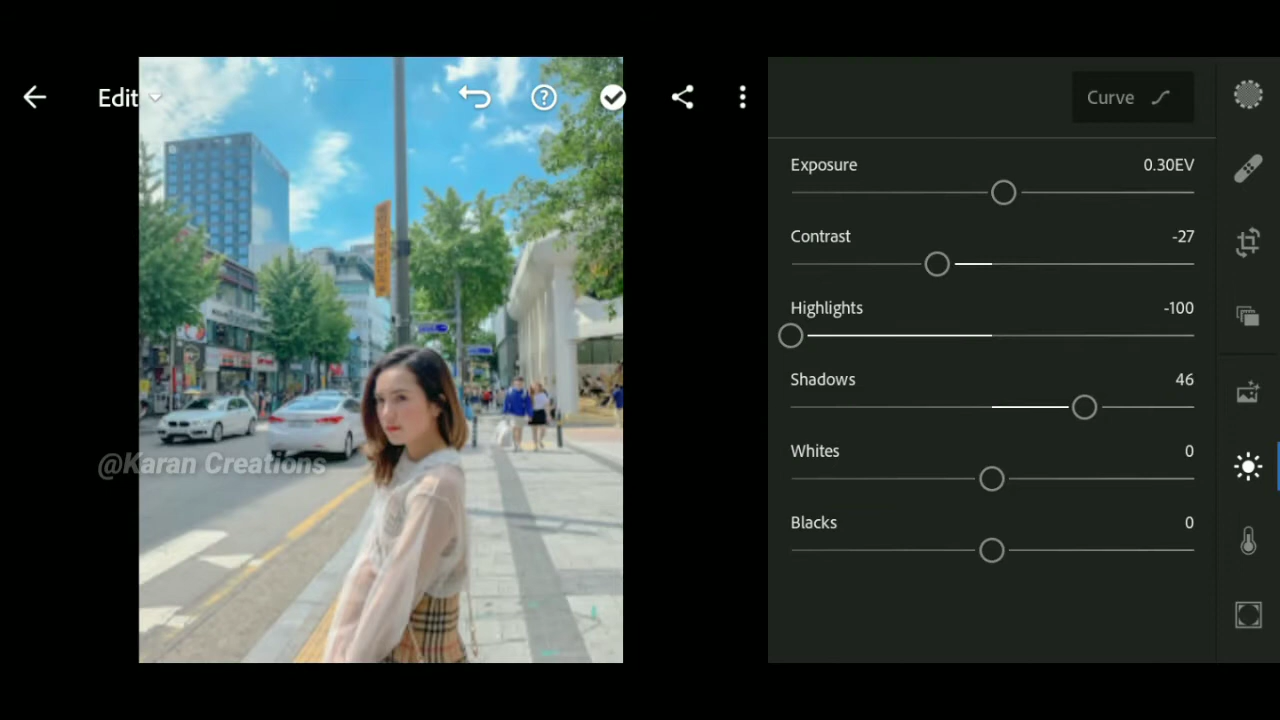 Edit
Curve
Exposure 0.30EV
Contrast -27
Highlights -100
Shadows 46
Whites 0
Blacks 0
@Karan Creations